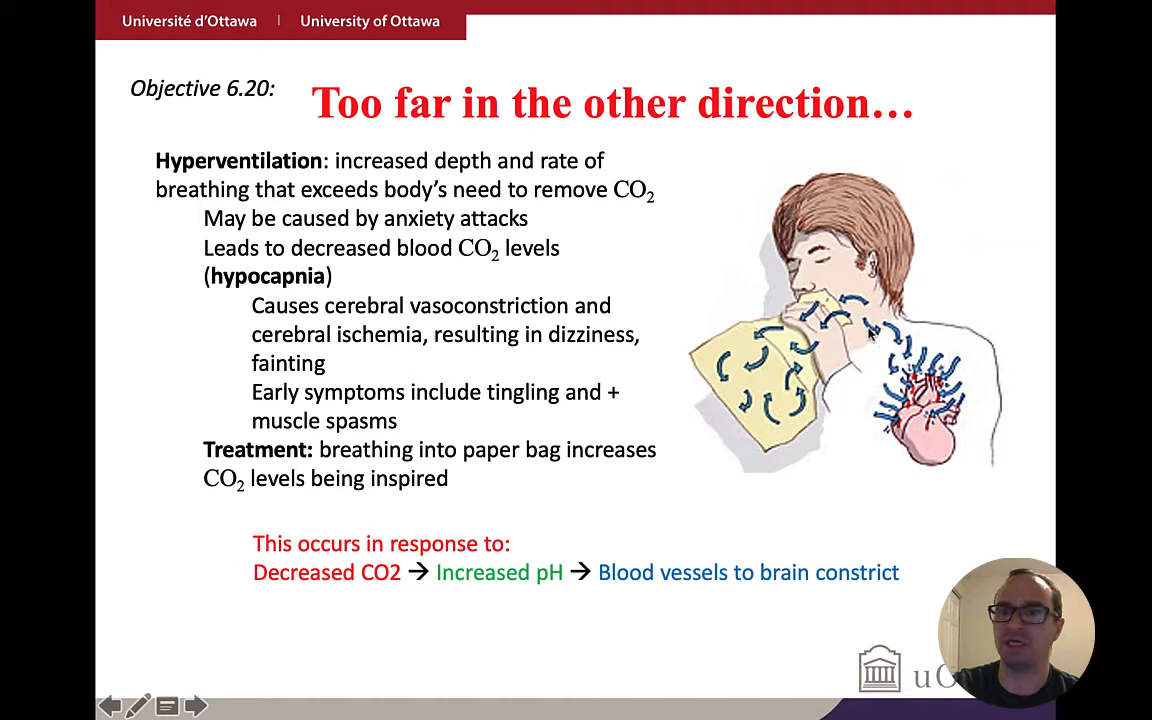 Université d'Ottawa | University of Ottawa
Objective 6.20:
Too far in the other direction…
Hyperventilation: increased depth and rate of
breathing that exceeds body's need to remove CO₂
May be caused by anxiety attacks
Leads to decreased blood CO₂ levels
(hypocapnia)
Causes cerebral vasoconstriction and
cerebral ischemia, resulting in dizziness,
fainting
Early symptoms include tingling and +
muscle spasms
Treatment: breathing into paper bag increases
CO₂ levels being inspired
This occurs in response to:
Decreased CO2 → Increased pH → Blood vessels to brain constrict